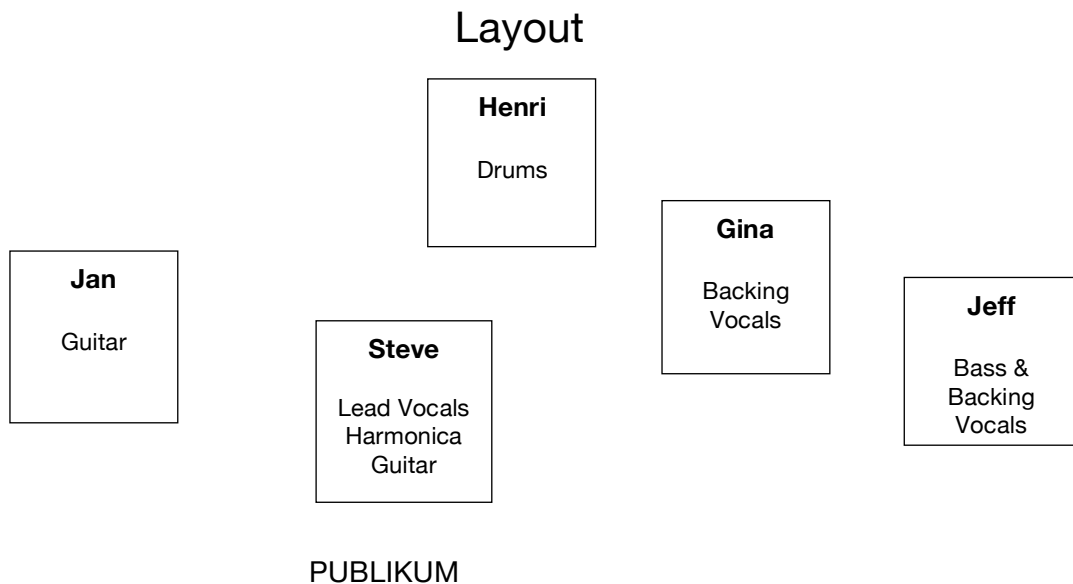 Layout
Henri
Drums
Gina
Backing
Vocals
Jan
Guitar
Jeff
Bass &
Backing
Vocals
Steve
Lead Vocals
Harmonica
Guitar
PUBLIKUM